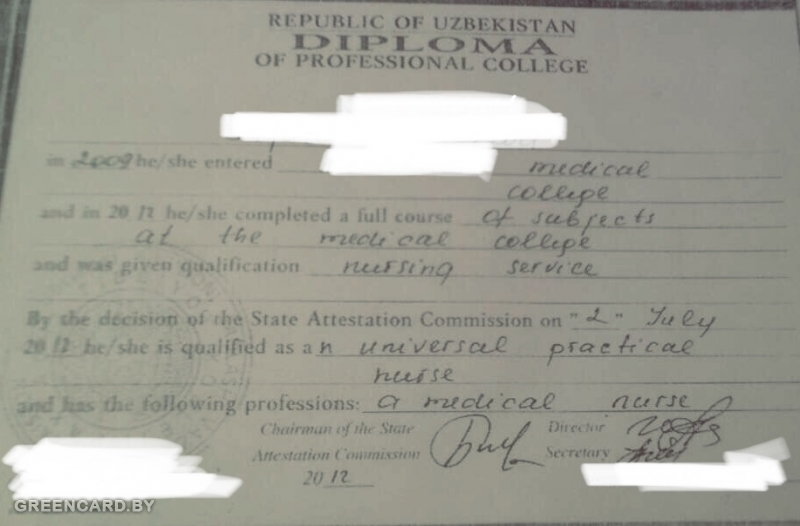 REPUBLIC OF UZBEKISTAN
DIPLOMA
OF PROFESSIONAL COLLEGE
in 2009 he/she entered medical
college
and in 2012 he/she completed a full course of subjects
at the medical college
and was given qualification nursing service
By the decision of the State Attestation Commission on "2" July
2012 he/she is qualified as an universal practical
nurse
and has the following professions: a medical nurse
Chairman of the State Director
Attestation Commission Secretary
2012
GREENCARD.BY